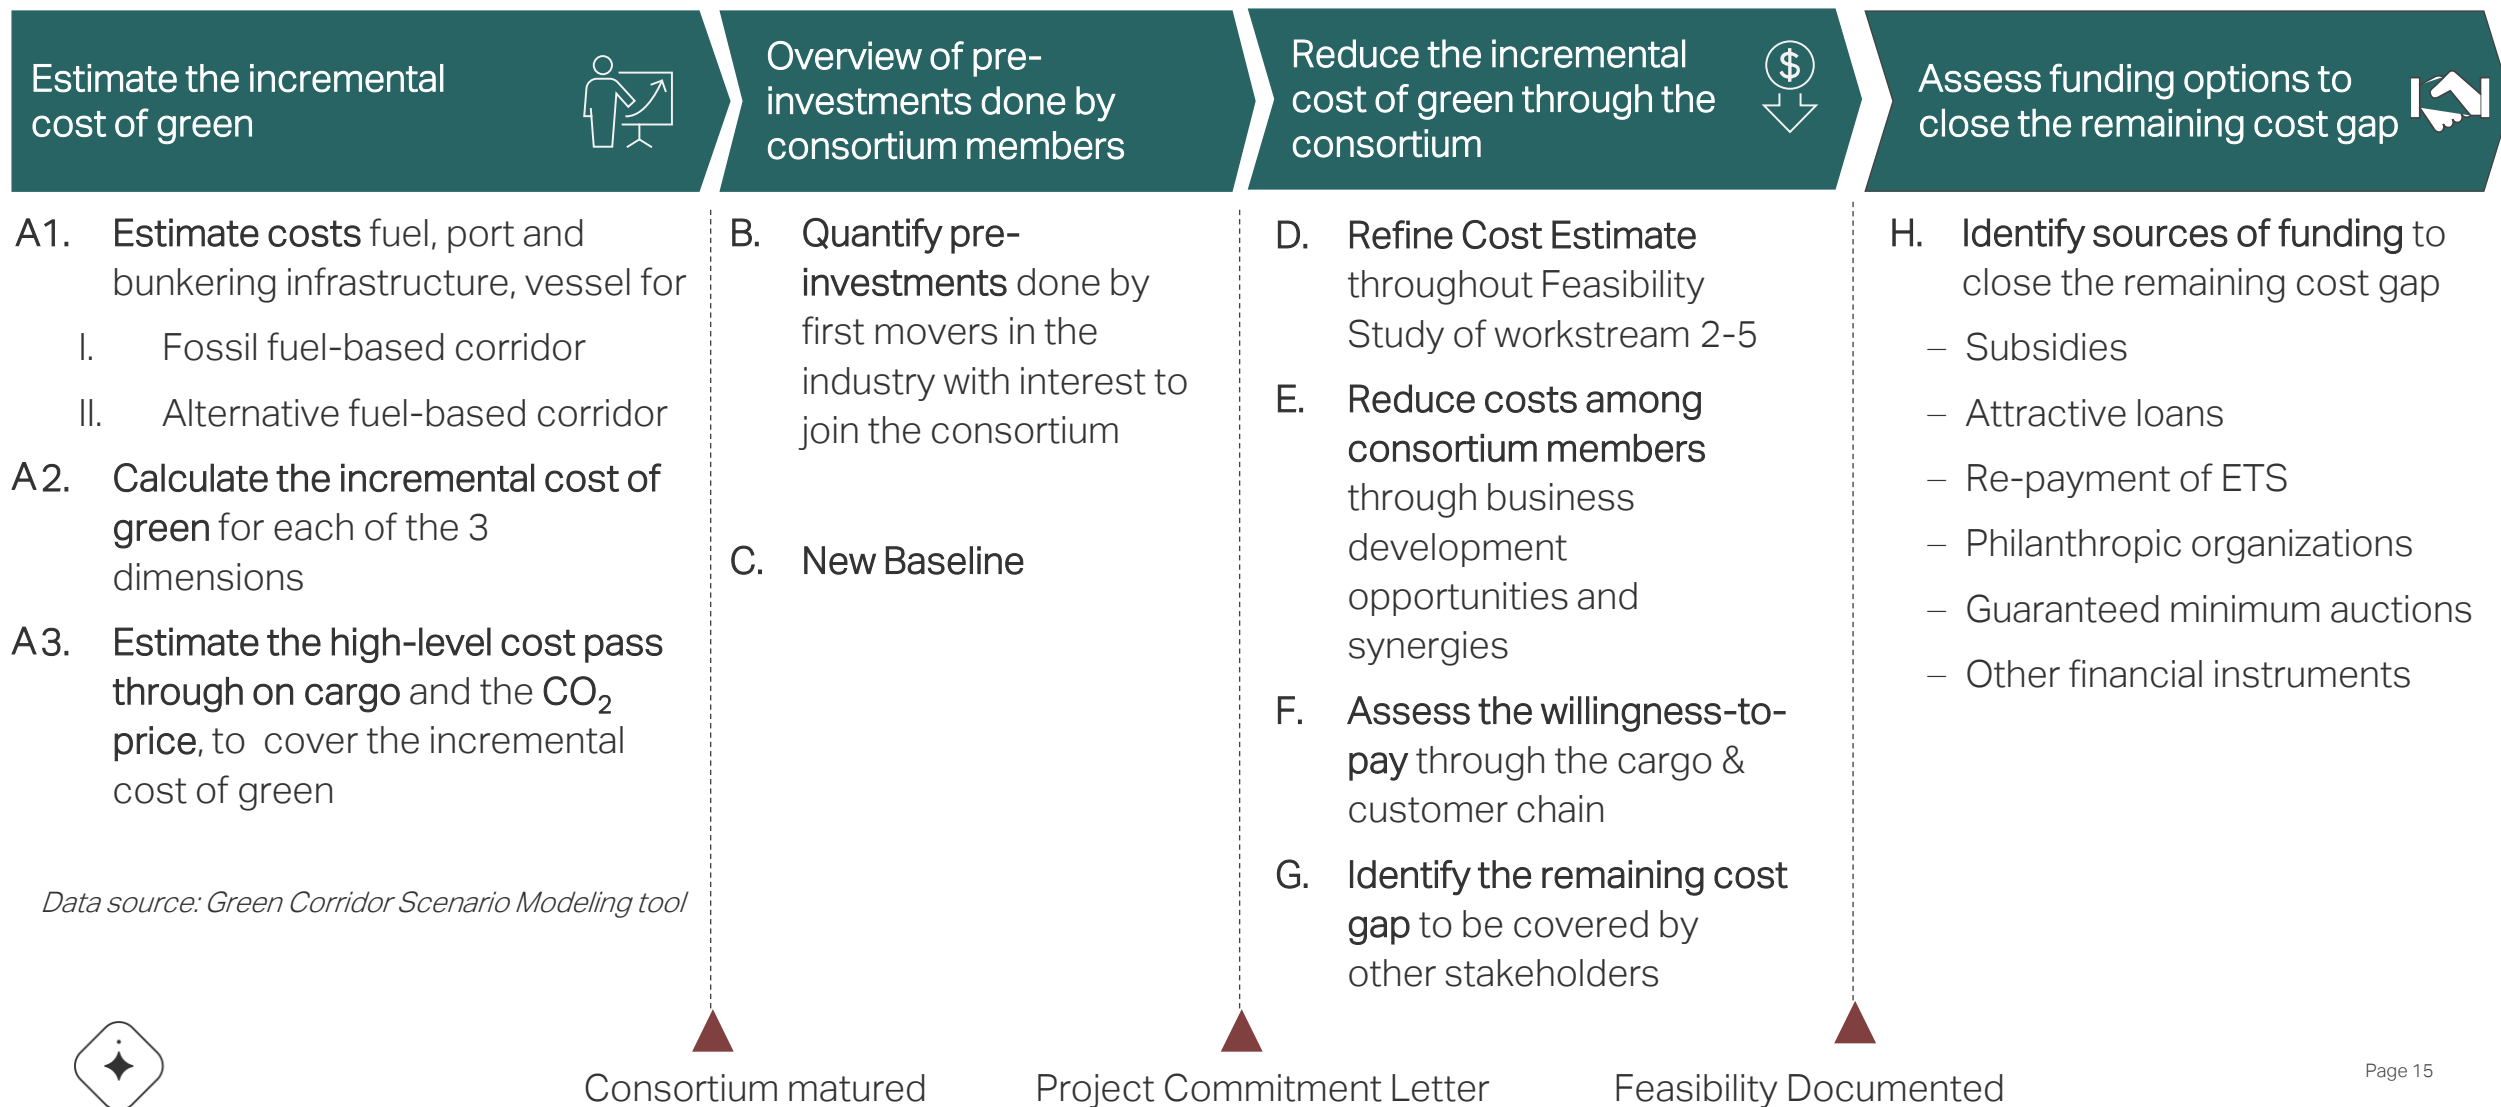 Estimate the incremental
cost of green
Overview of pre-
investments done by
consortium members
Reduce the incremental
cost of green through the
consortium
$
Assess funding options to
close the remaining cost gap
A1. Estimate costs fuel, port and
bunkering infrastructure, vessel for
I. Fossil fuel-based corridor
II. Alternative fuel-based corridor
A2. Calculate the incremental cost of
green for each of the 3
dimensions
A3. Estimate the high-level cost pass
through on cargo and the CO₂
price, to cover the incremental
cost of green
Data source: Green Corridor Scenario Modeling tool
B. Quantify pre-
investments done by
first movers in the
industry with interest to
join the consortium
C. New Baseline
D. Refine Cost Estimate
throughout Feasibility
Study of workstream 2-5
E. Reduce costs among
consortium members
through business
development
opportunities and
synergies
F. Assess the willingness-to-
pay through the cargo &
customer chain
G. Identify the remaining cost
gap to be covered by
other stakeholders
H. Identify sources of funding to
close the remaining cost gap
– Subsidies
– Attractive loans
– Re-payment of ETS
– Philanthropic organizations
– Guaranteed minimum auctions
– Other financial instruments
Consortium matured
Project Commitment Letter
Feasibility Documented
Page 15